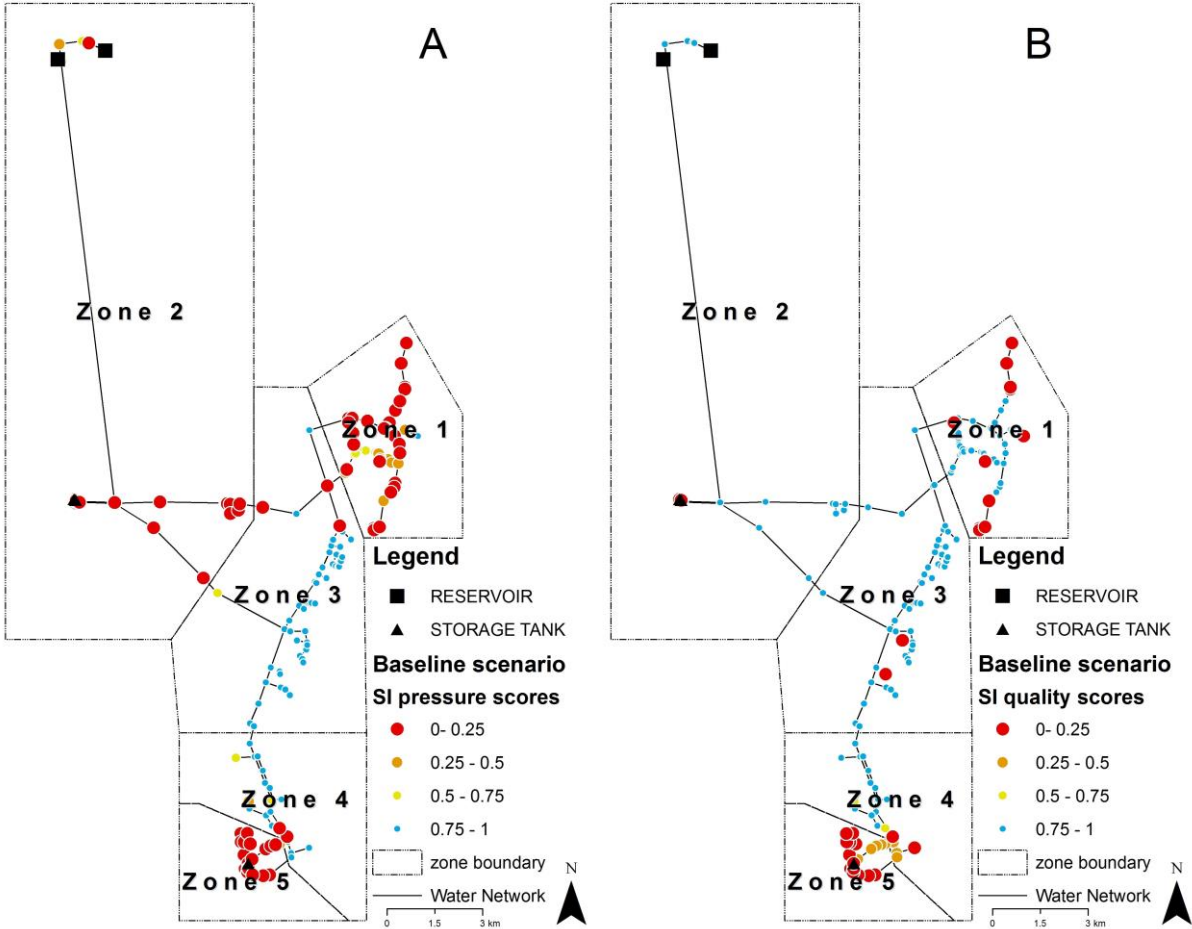 A
Zone 2
Zone 1
Zone 3
Zone 4
Zone 5
Legend
RESERVOIR
STORAGE TANK
Baseline scenario
SI pressure scores
0- 0.25
0.25 - 0.5
0.5 - 0.75
0.75 - 1
zone boundary
Water Network
N
0 1.5 3 km
B
Zone 2
Zone 1
Zone 3
Zone 4
Zone 5
Legend
RESERVOIR
STORAGE TANK
Baseline scenario
SI quality scores
0- 0.25
0.25 - 0.5
0.5 - 0.75
0.75 - 1
zone boundary
Water Network
N
0 1.5 3 km